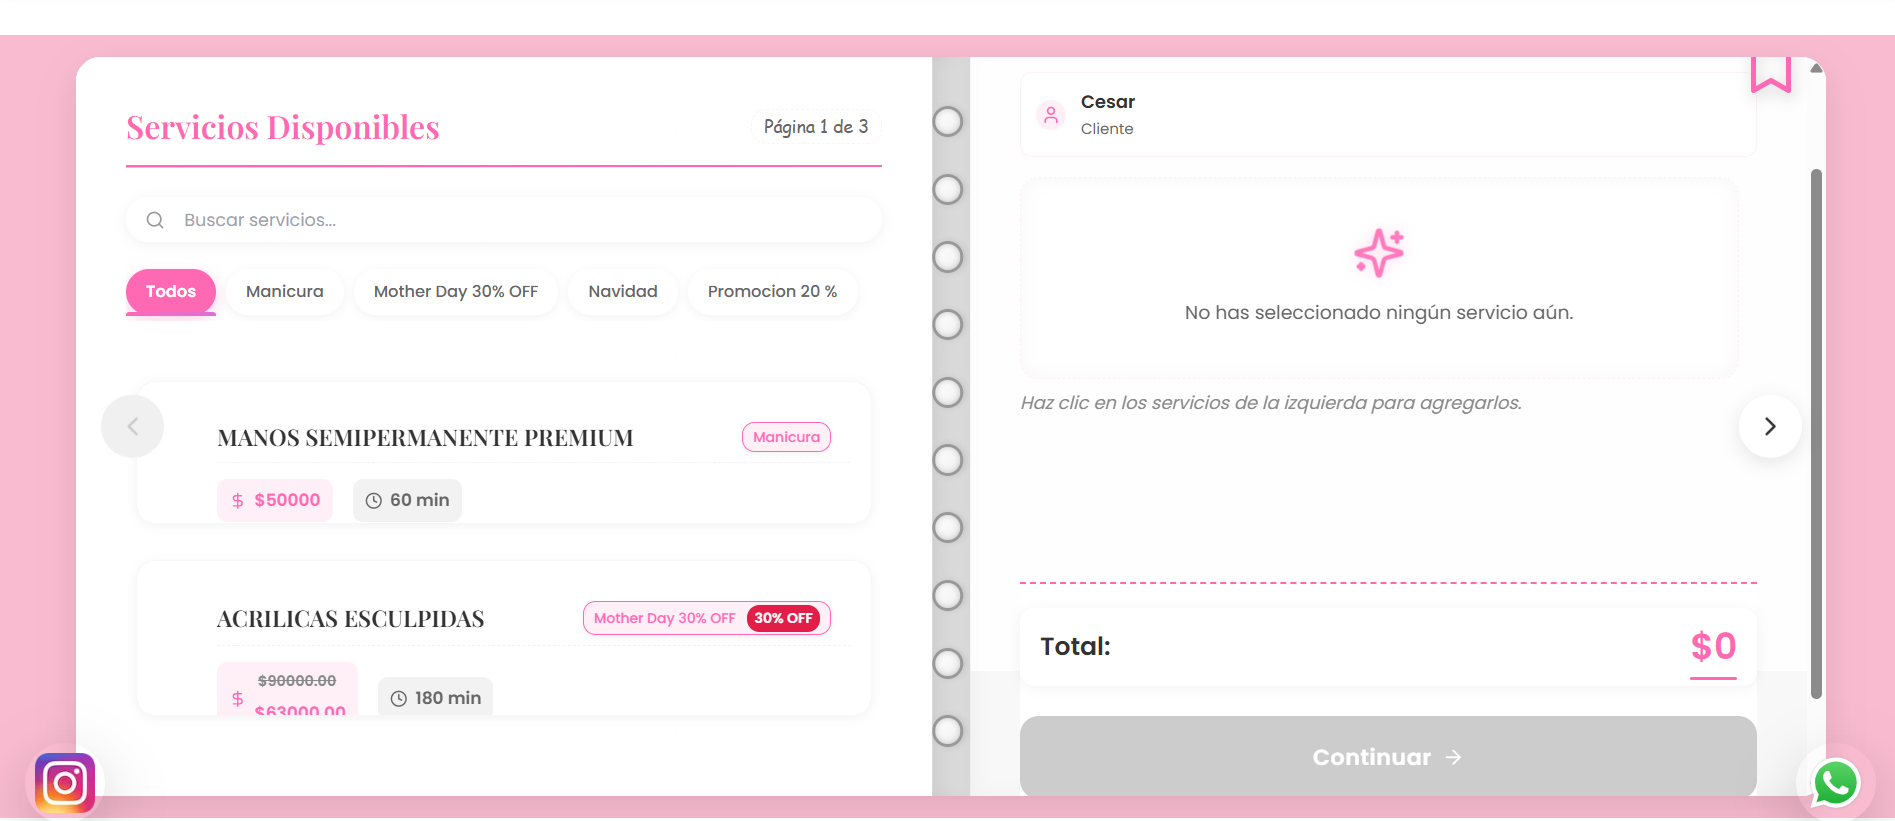 Servicios Disponibles
Página 1 de 3
Buscar servicios...
Todos
Manicura
Mother Day 30% OFF
Navidad
Promocion 20 %
MANOS SEMIPERMANENTE PREMIUM
Manicura
$ $50000
60 min
ACRILICAS ESCULPIDAS
Mother Day 30% OFF 30% OFF
$90000.00
$ $63000.00
180 min
Cesar
Cliente
No has seleccionado ningún servicio aún.
Haz clic en los servicios de la izquierda para agregarlos.
Total:
$0
Continuar →